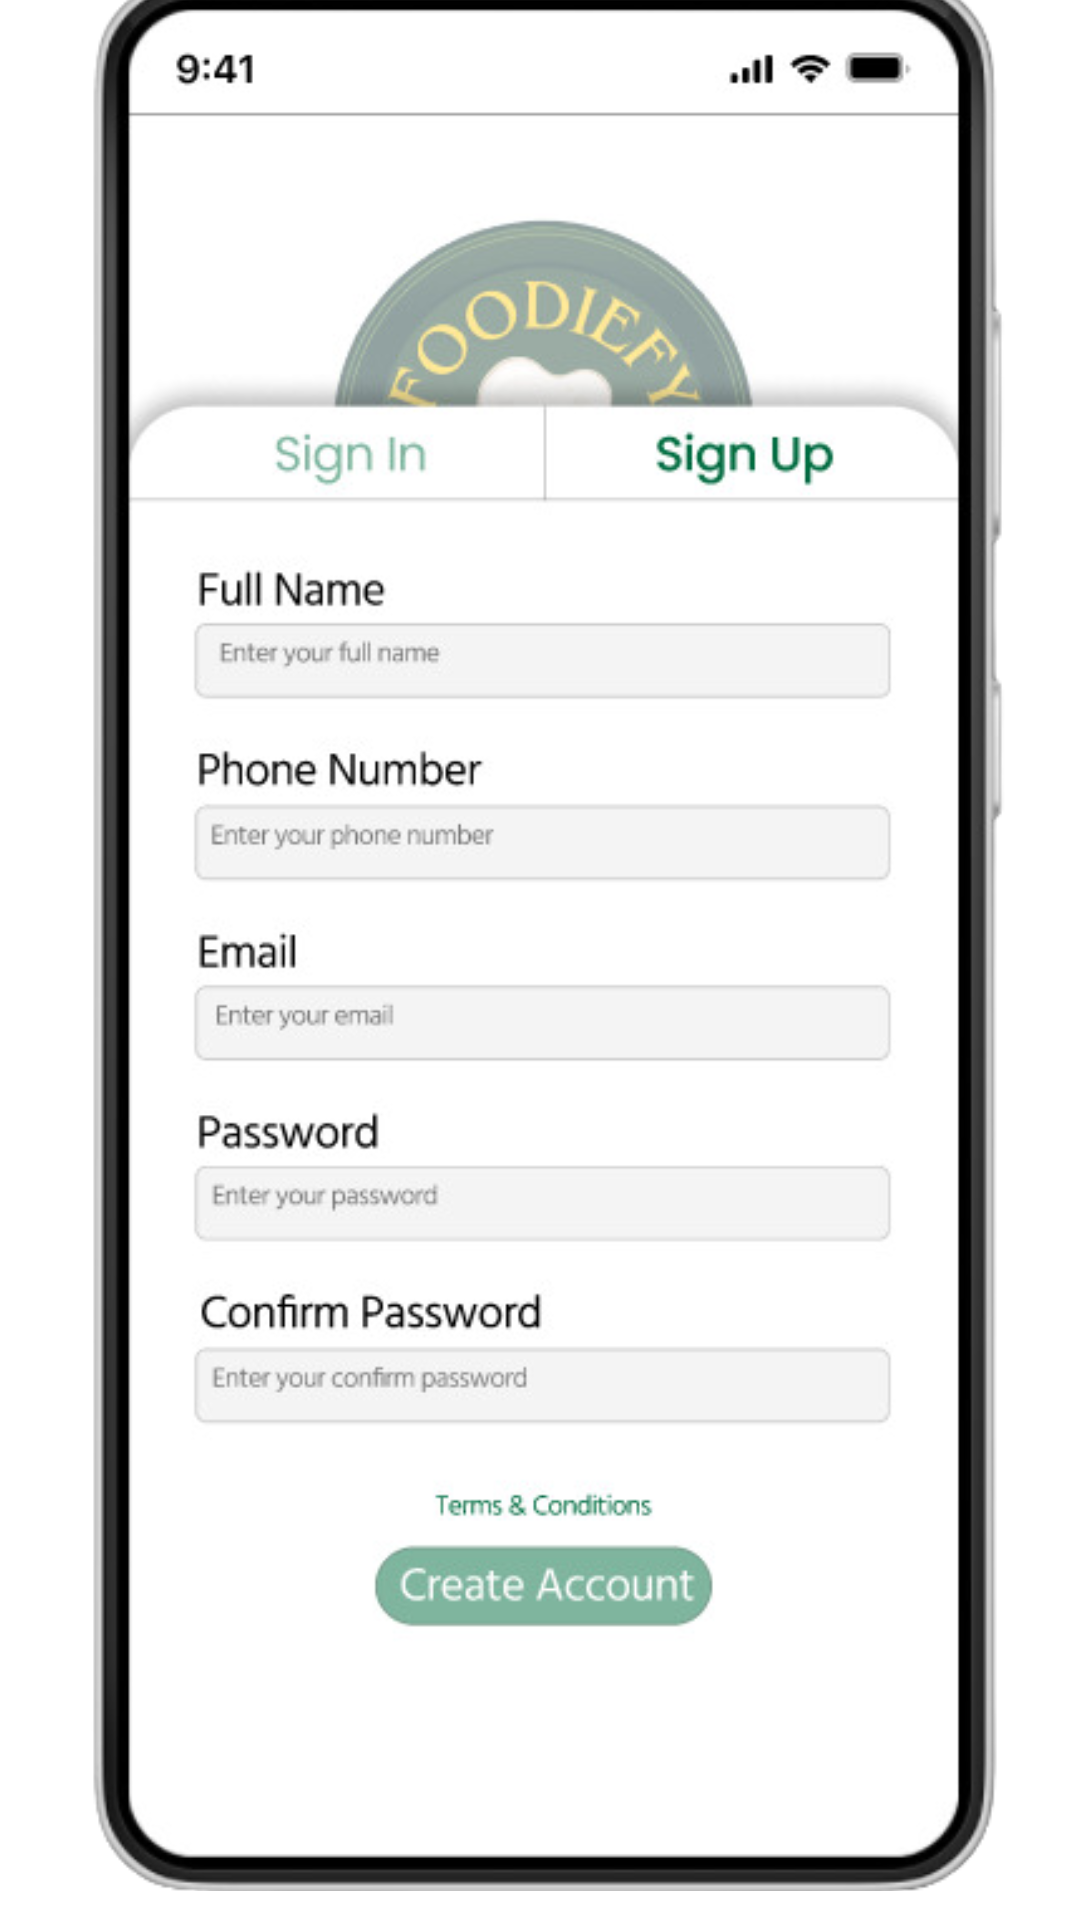 9:41
FOODIEFY
Sign In
Sign Up
Full Name
Enter your full name
Phone Number
Enter your phone number
Email
Enter your email
Password
Enter your password
Confirm Password
Enter your confirm password
Terms & Conditions
Create Account